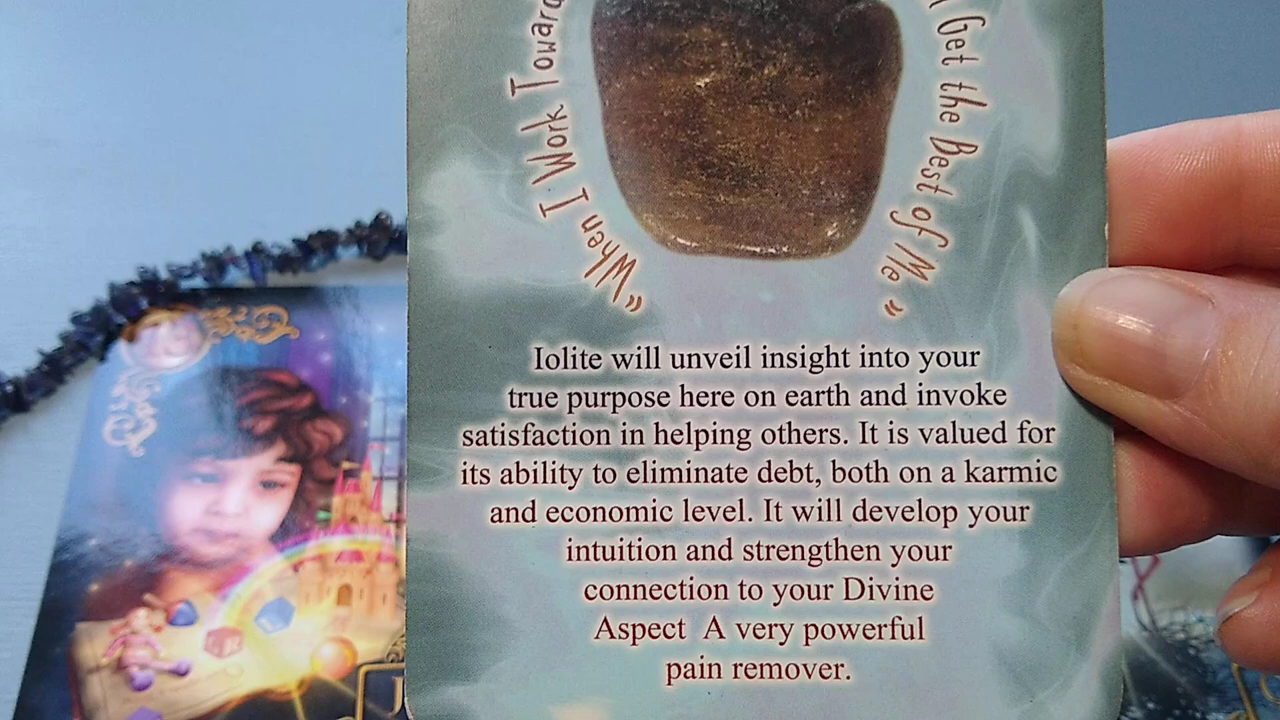 "When I Work Toward
I Get the Best of Me"
Iolite will unveil insight into your
true purpose here on earth and invoke
satisfaction in helping others. It is valued for
its ability to eliminate debt, both on a karmic
and economic level. It will develop your
intuition and strengthen your
connection to your Divine
Aspect A very powerful
pain remover.